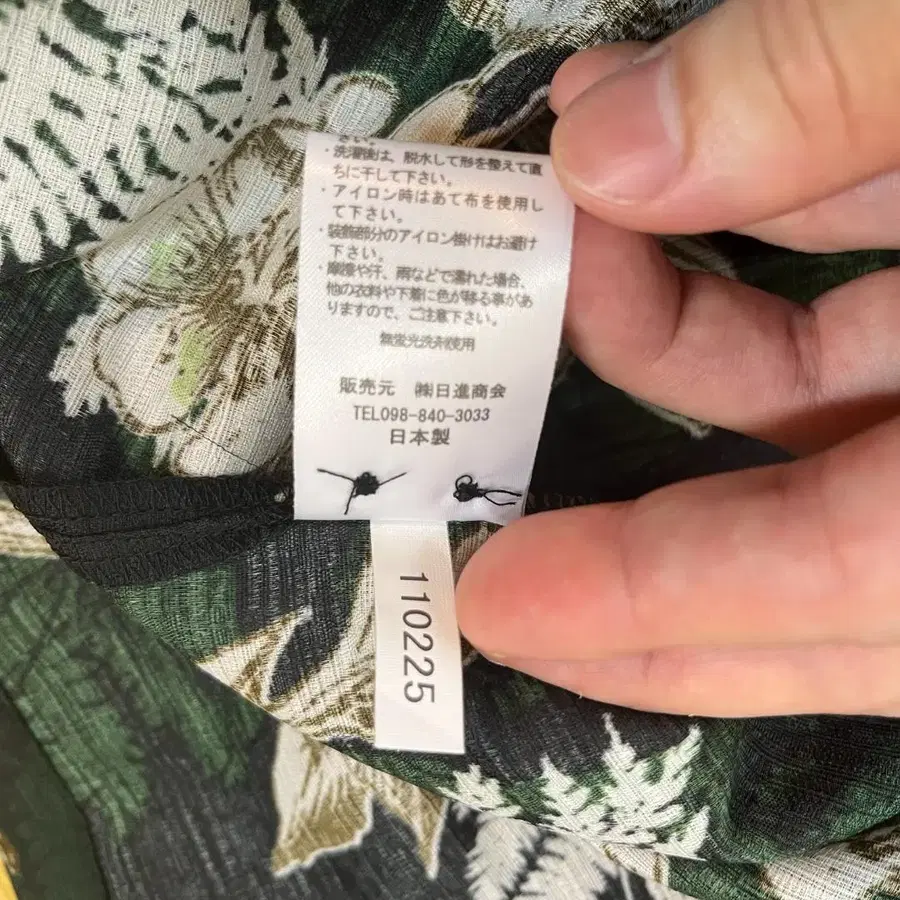 さい。
・洗濯後は、脱水して形を整えて直
ちに干して下さい。
・アイロン時はあて布を使用し
て下さい。
・装飾部分のアイロン掛けはお避け
下さい。
・摩擦や汗、雨などで濡れた場合、
他の衣料や下着に色が移る事があ
りますので、ご注意下さい。
無蛍光洗剤使用
販売元 ㈱日進商会
TEL098-840-3033
日本製
110225